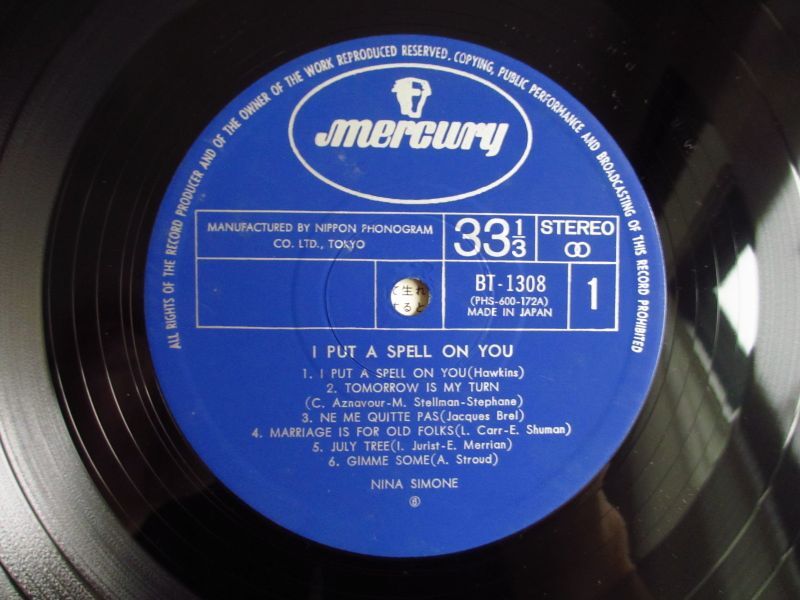 ALL RIGHTS OF THE RECORD PRODUCER AND OF THE OWNER OF THE WORK REPRODUCED RESERVED. COPYING, PUBLIC PERFORMANCE AND BROADCASTING OF THIS RECORD PROHIBITED
mercury
MANUFACTURED BY NIPPON PHONOGRAM
CO. LTD., TOKYO
33 1/3
STEREO
BT-1308
(PHS-600-172A)
MADE IN JAPAN
1
I PUT A SPELL ON YOU
1. I PUT A SPELL ON YOU(Hawkins)
2. TOMORROW IS MY TURN
(C. Aznavour-M. Stellman-Stephane)
3. NE ME QUITTE PAS(Jacques Brel)
4. MARRIAGE IS FOR OLD FOLKS(L. Carr-E. Shuman)
5. JULY TREE(I. Jurist-E. Merrian)
6. GIMME SOME(A. Stroud)
NINA SIMONE